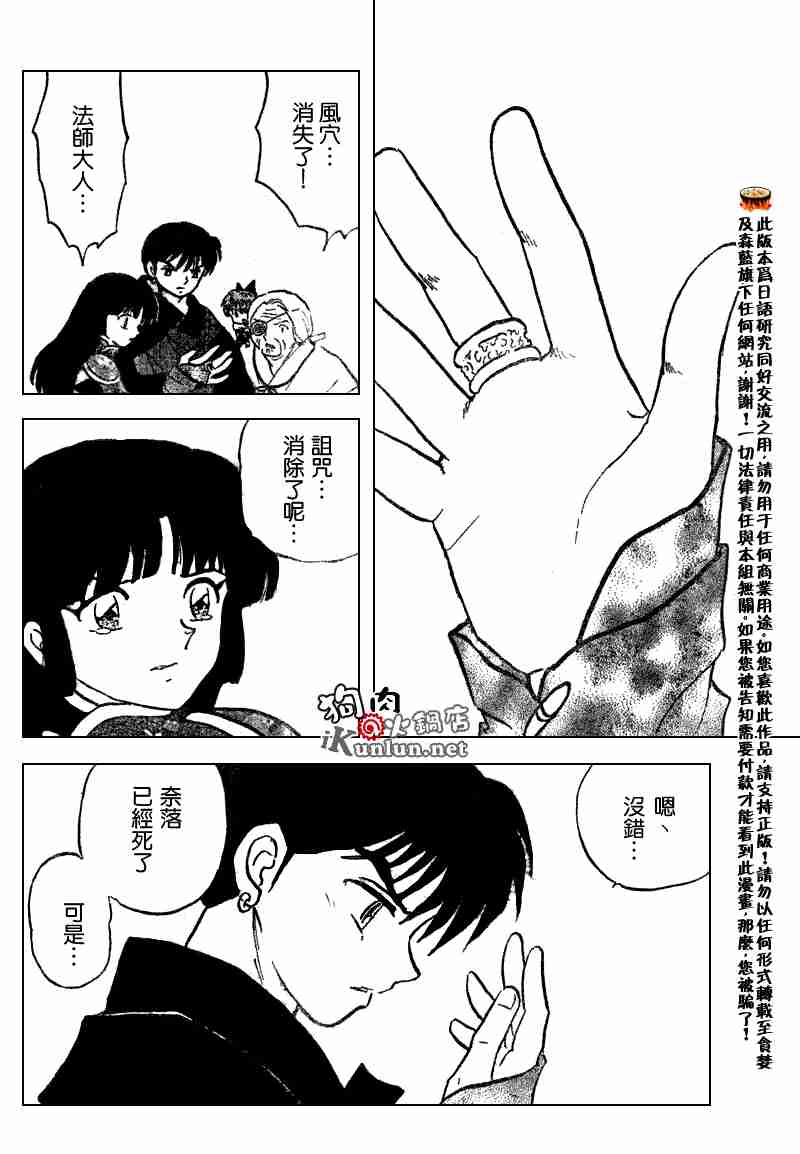 風穴…
消失了!
法師大人…
詛咒…
消除了呢…
嗯、
沒錯…
奈落
已經死了
可是…
狗肉
火鍋店
iKunlun.net
此版本爲日語研究同好交流之用,請勿用于任何商業用途。如您喜歡此作品,請支持正版!請勿以任何形式轉載至貪婪
及森藍旗下任何網站,謝謝!一切法律責任與本組無關。如果您被告知需要付款才能看到此漫畫,那麼,您被騙了!